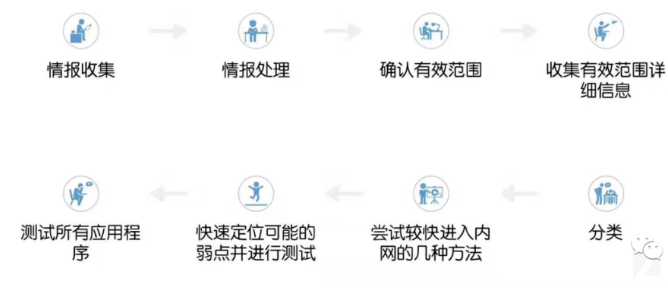 情报收集
情报处理
确认有效范围
收集有效范围详
细信息
测试所有应用程
序
快速定位可能的
弱点并进行测试
尝试较快进入内
网的几种方法
分类